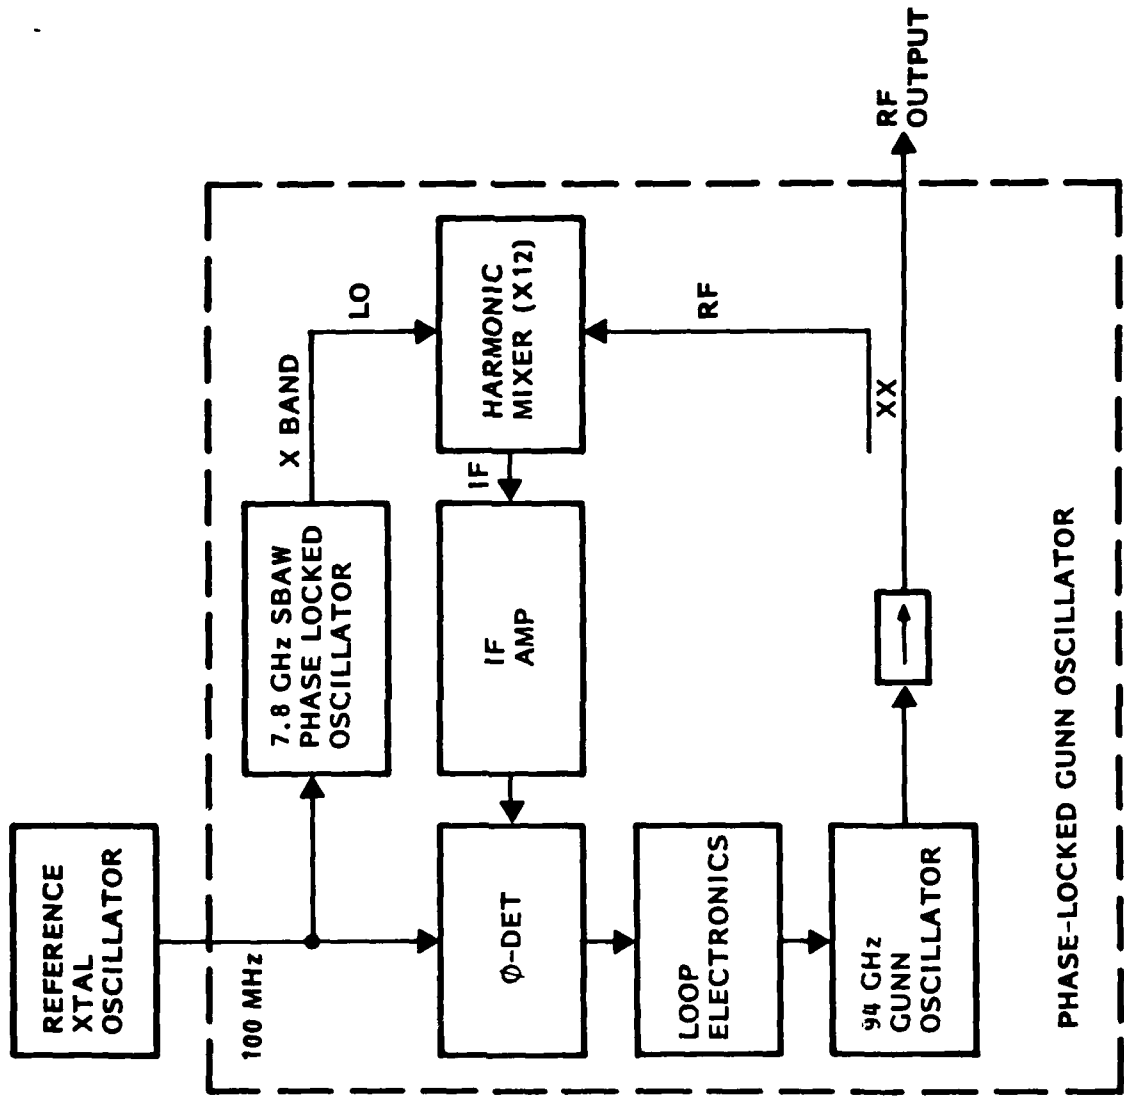 REFERENCE
XTAL
OSCILLATOR
100 MHz
7.8 GHz SBAW
PHASE LOCKED
OSCILLATOR
X BAND
LO
Ø-DET
IF
AMP
IF
HARMONIC
MIXER (X12)
LOOP
ELECTRONICS
RF
94 GHz
GUNN
OSCILLATOR
XX
RF
OUTPUT
PHASE-LOCKED GUNN OSCILLATOR